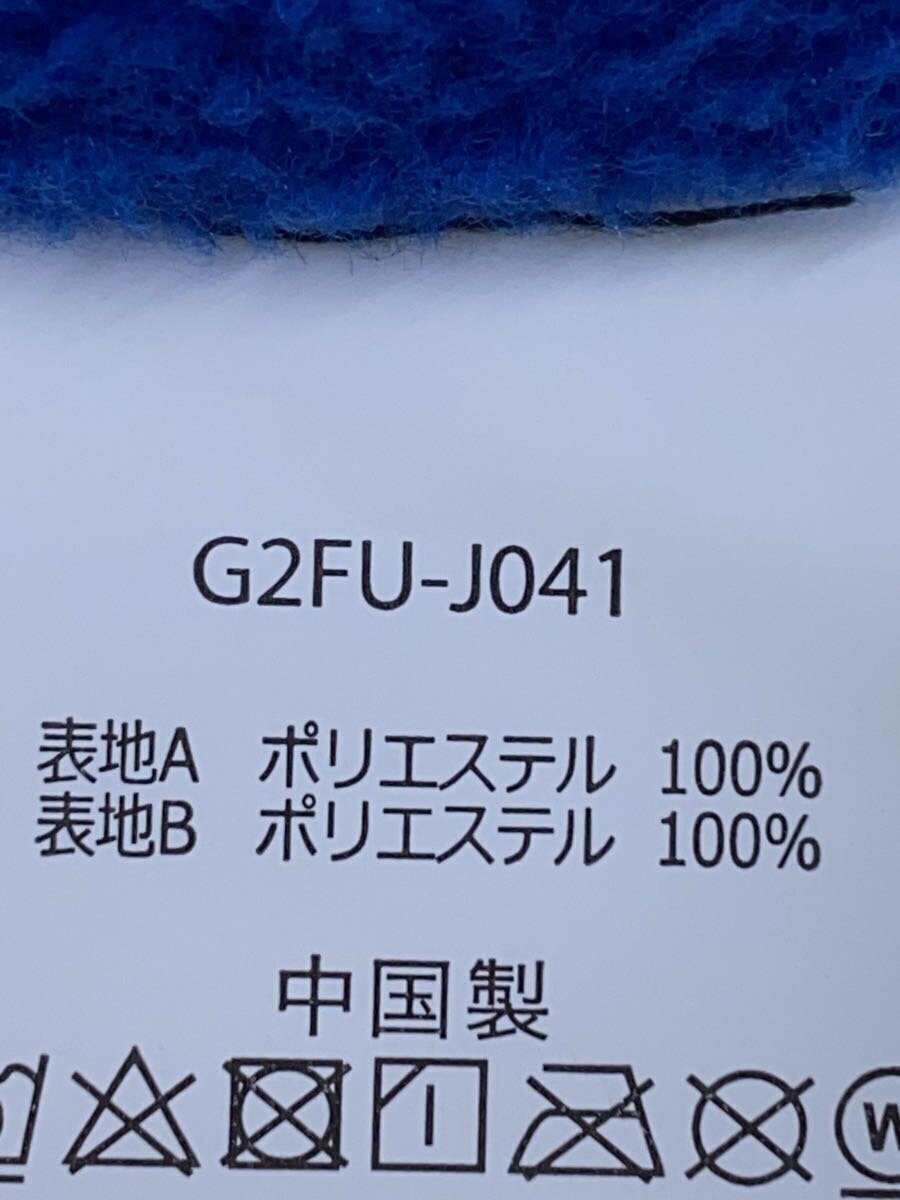 G2FU-J041
表地A ポリエステル 100%
表地B ポリエステル 100%
中国製
W